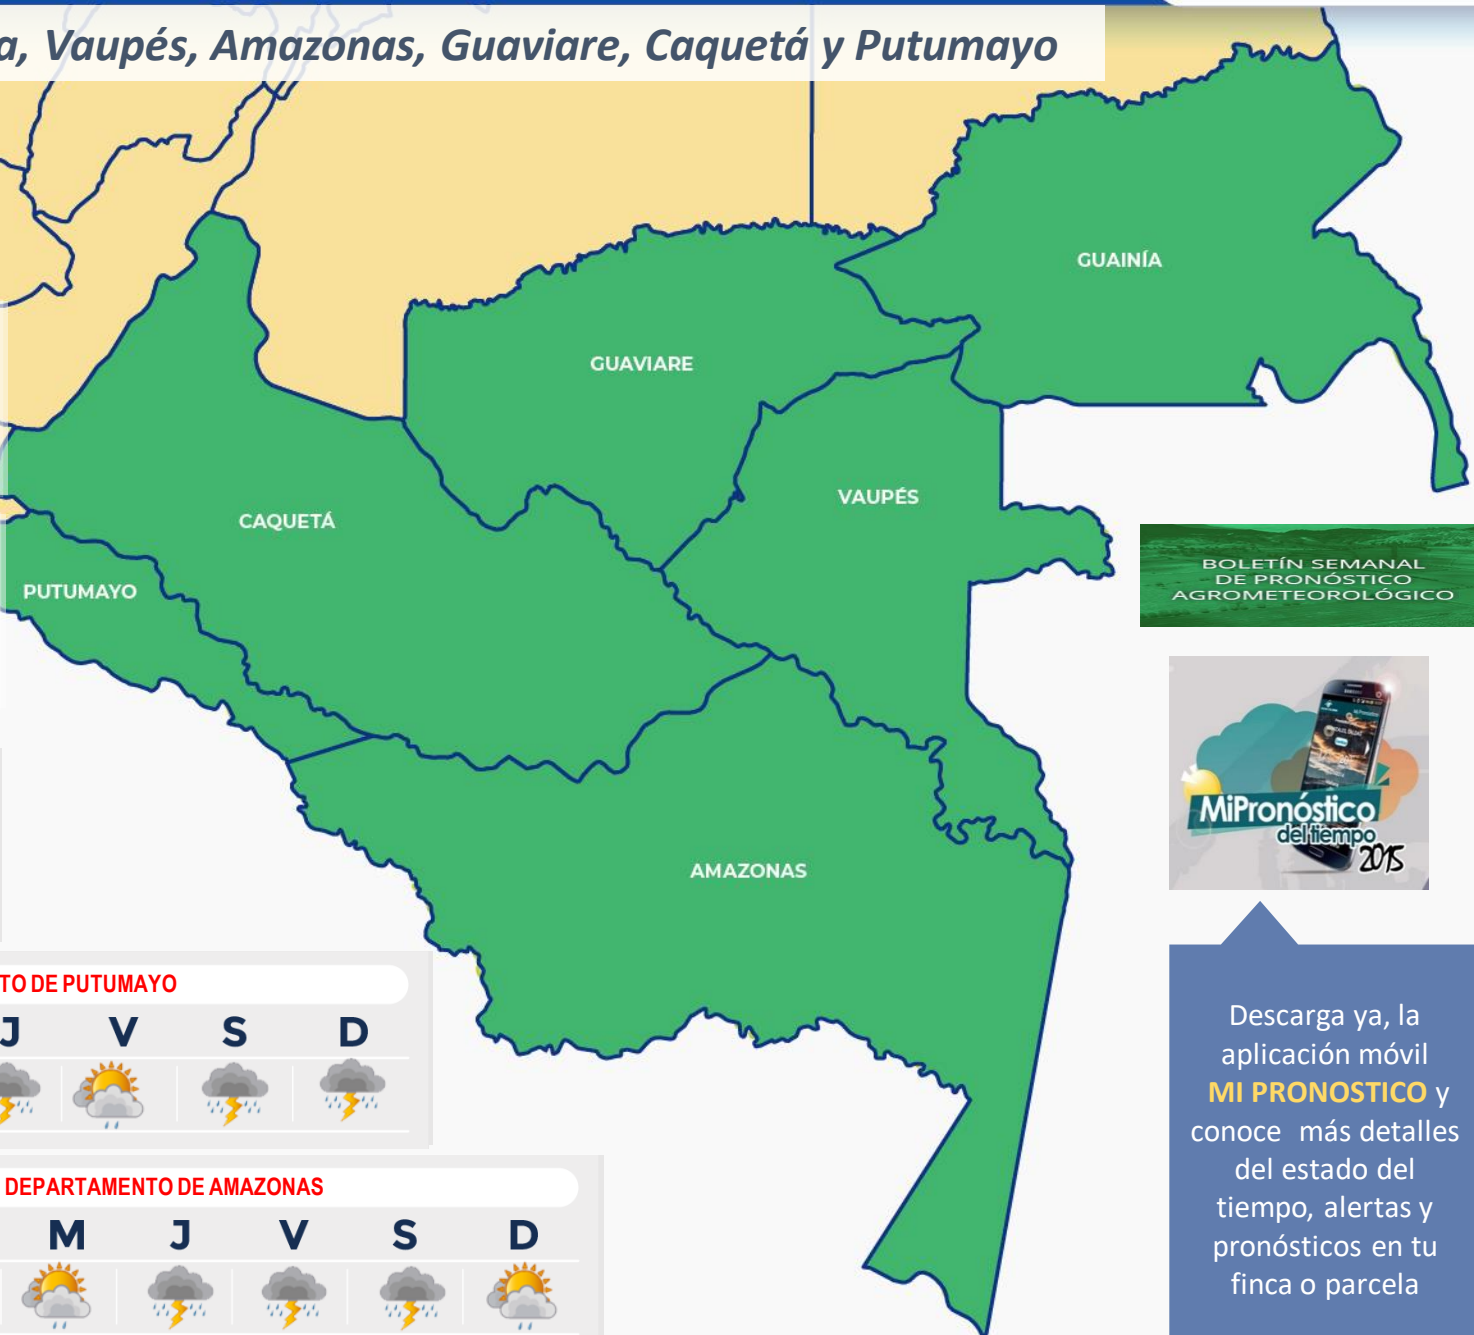 a, Vaupés, Amazonas, Guaviare, Caquetá y Putumayo
GUAINÍA
GUAVIARE
VAUPÉS
CAQUETÁ
PUTUMAYO
AMAZONAS
BOLETÍN SEMANAL
DE PRONÓSTICO
AGROMETEOROLÓGICO
MiPronóstico
del tiempo
2015
Descarga ya, la
aplicación móvil
MI PRONOSTICO y
conoce más detalles
del estado del
tiempo, alertas y
pronósticos en tu
finca o parcela
TO DE PUTUMAYO
J V S D
DEPARTAMENTO DE AMAZONAS
M J V S D